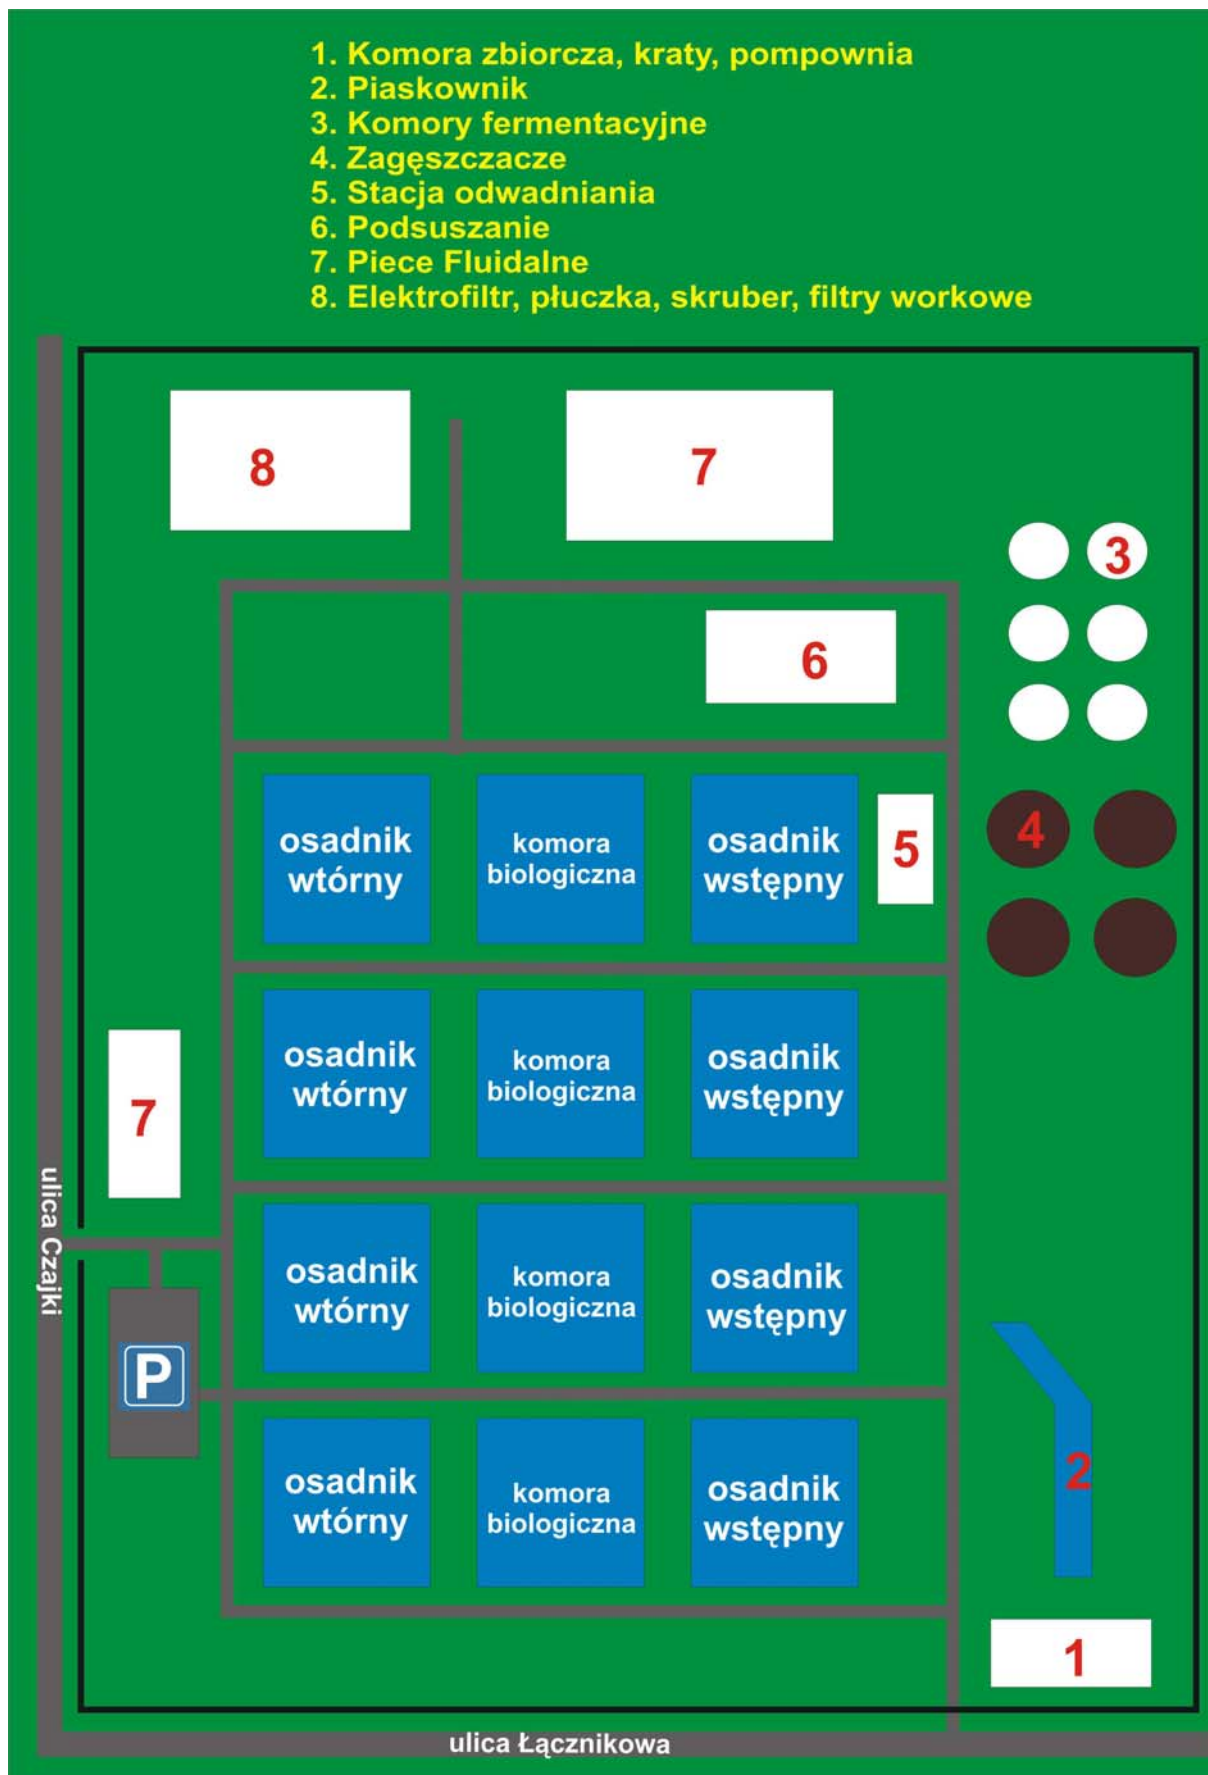 1. Komora zbiorcza, kraty, pompownia
2. Piaskownik
3. Komory fermentacyjne
4. Zagęszczacze
5. Stacja odwadniania
6. Podsuszanie
7. Piece Fluidalne
8. Elektrofiltr, płuczka, skruber, filtry workowe
8
7
3
6
osadnik
wtórny
komora
biologiczna
osadnik
wstępny
5
4
osadnik
wtórny
komora
biologiczna
osadnik
wstępny
7
ulica Czajki
osadnik
wtórny
komora
biologiczna
osadnik
wstępny
P
osadnik
wtórny
komora
biologiczna
osadnik
wstępny
2
1
ulica Łącznikowa